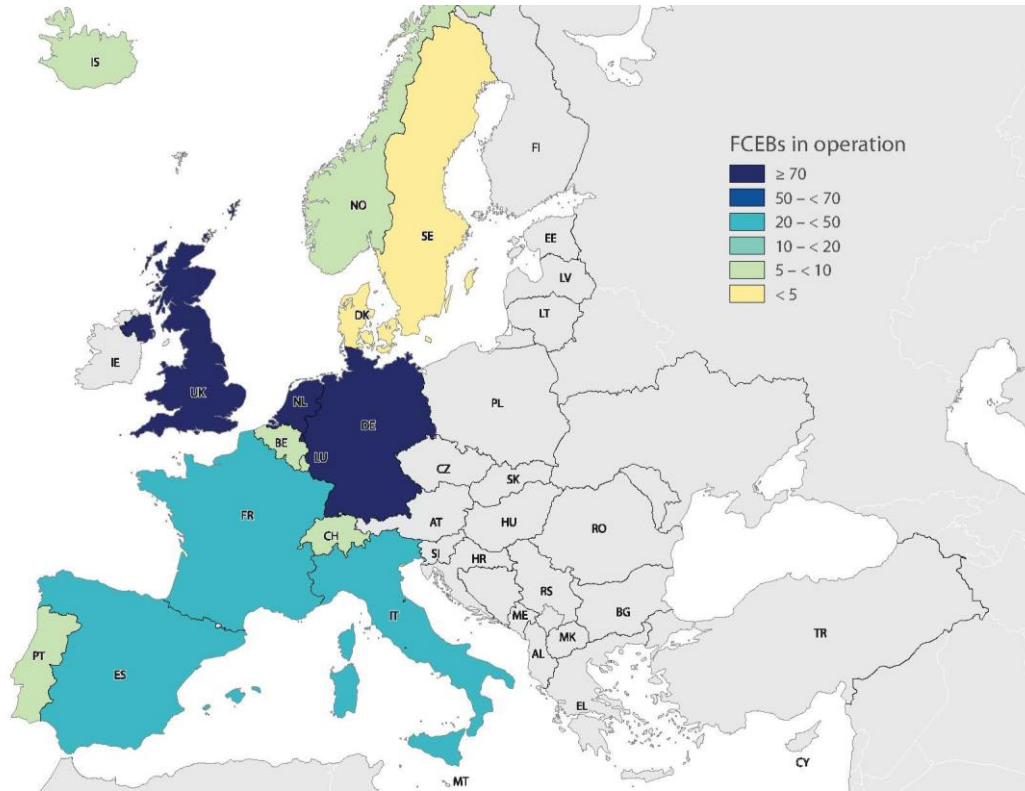 IS
FI
NO
SE
EE
LV
LT
DK
IE
UK
NL
DE
PL
BE
LU
CZ
SK
FR
CH
AT
HU
RO
SI
HR
RS
IT
ME
BG
MK
PT
ES
AL
TR
EL
MT
CY
FCEBs in operation
≥ 70
50 – < 70
20 – < 50
10 – < 20
5 – < 10
< 5